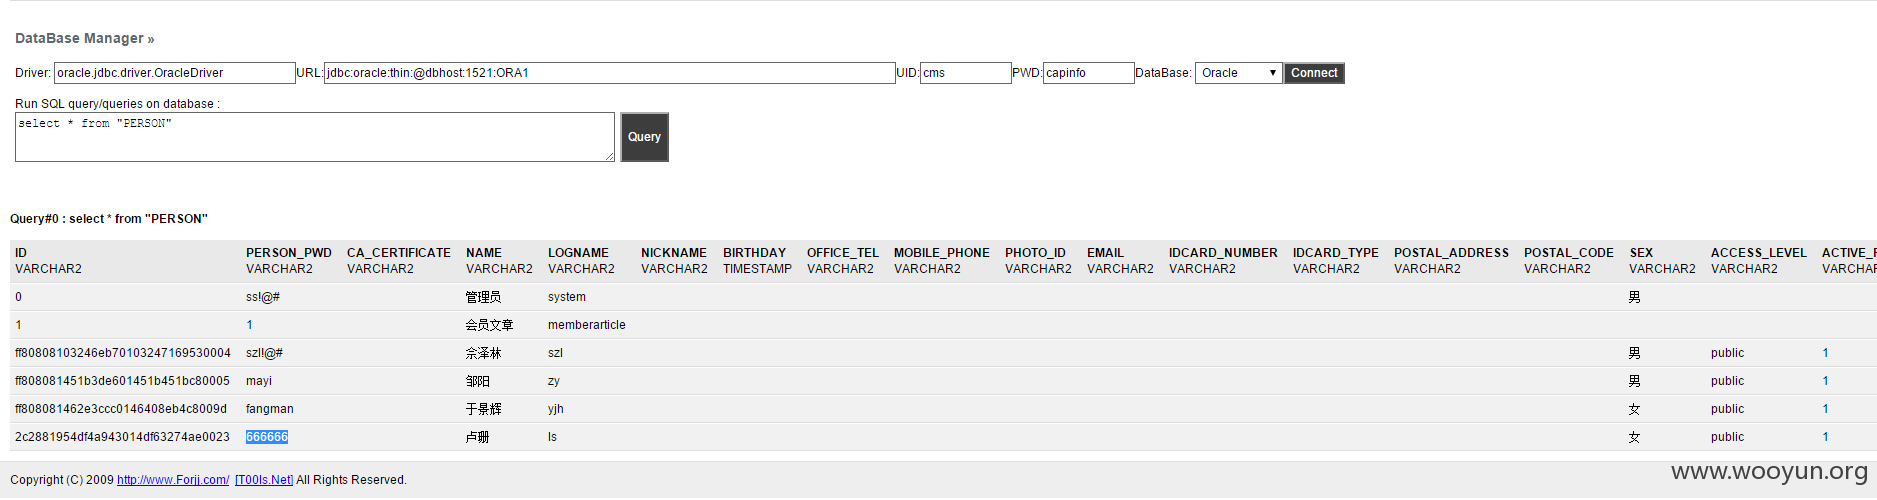 DataBase Manager »
Driver: oracle.jdbc.driver.OracleDriver URL: jdbc:oracle:thin:@dbhost:1521:ORA1 UID: cms PWD: capinfo DataBase: Oracle ▼ Connect
Run SQL query/queries on database :
select * from "PERSON"
Query
Query#0 : select * from "PERSON"
ID PERSON_PWD CA_CERTIFICATE NAME LOGNAME NICKNAME BIRTHDAY OFFICE_TEL MOBILE_PHONE PHOTO_ID EMAIL IDCARD_NUMBER IDCARD_TYPE POSTAL_ADDRESS POSTAL_CODE SEX ACCESS_LEVEL ACTIVE_F
VARCHAR2 VARCHAR2 VARCHAR2 VARCHAR2 VARCHAR2 VARCHAR2 TIMESTAMP VARCHAR2 VARCHAR2 VARCHAR2 VARCHAR2 VARCHAR2 VARCHAR2 VARCHAR2 VARCHAR2 VARCHAR2 VARCHAR2 VARCHA
0 ss!@# 管理员 system 男
1 1 会员文章 memberarticle
ff80808103246eb70103247169530004 szl!@# 佘泽林 szl 男 public 1
ff808081451b3de601451b451bc80005 mayi 邹阳 zy 男 public 1
ff808081462e3ccc0146408eb4c8009d fangman 于景辉 yjh 女 public 1
2c2881954df4a943014df63274ae0023 666666 卢珊 ls 女 public 1
Copyright (C) 2009 http://www.Forjj.com/ [T00ls.Net] All Rights Reserved.
www.wooyun.org